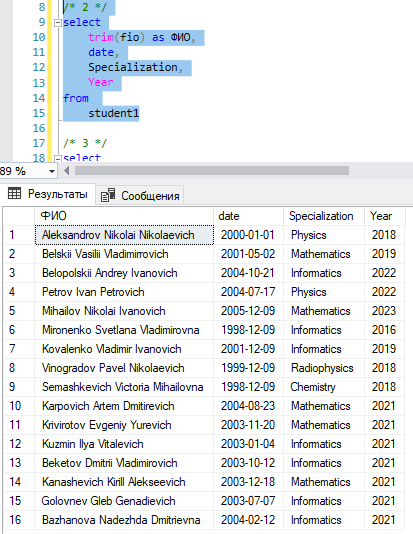 8 /* 2 */
9 select
10 trim(fio) as ФИО,
11 date,
12 Specialization,
13 Year
14 from
15 student1
16
17 /* 3 */
18 select
89 %
Результаты Сообщения
ФИО date Specialization Year
1 Aleksandrov Nikolai Nikolaevich 2000-01-01 Physics 2018
2 Belskii Vasilii Vladimirrovich 2001-05-02 Mathematics 2019
3 Belopolskii Andrey Ivanovich 2004-10-21 Informatics 2022
4 Petrov Ivan Petrovich 2004-07-17 Physics 2022
5 Mihailov Nikolai Ivanovich 2005-12-09 Mathematics 2023
6 Mironenko Svetlana Vladimirovna 1998-12-09 Informatics 2016
7 Kovalenko Vladimir Ivanovich 2001-12-09 Informatics 2019
8 Vinogradov Pavel Nikolaevich 1999-12-09 Radiophysics 2018
9 Semashkevich Victoria Mihailovna 1998-12-09 Chemistry 2018
10 Karpovich Artem Dmitirevich 2004-08-23 Mathematics 2021
11 Krivirotov Evgeniy Yurevich 2003-11-20 Mathematics 2021
12 Kuzmin Ilya Vitalevich 2003-01-04 Informatics 2021
13 Beketov Dmitrii Vladimirovich 2003-10-12 Informatics 2021
14 Kanashevich Kirill Alekseevich 2003-12-18 Mathematics 2021
15 Golovnev Gleb Genadievich 2003-07-07 Informatics 2021
16 Bazhanova Nadezhda Dmitrievna 2004-02-12 Informatics 2021